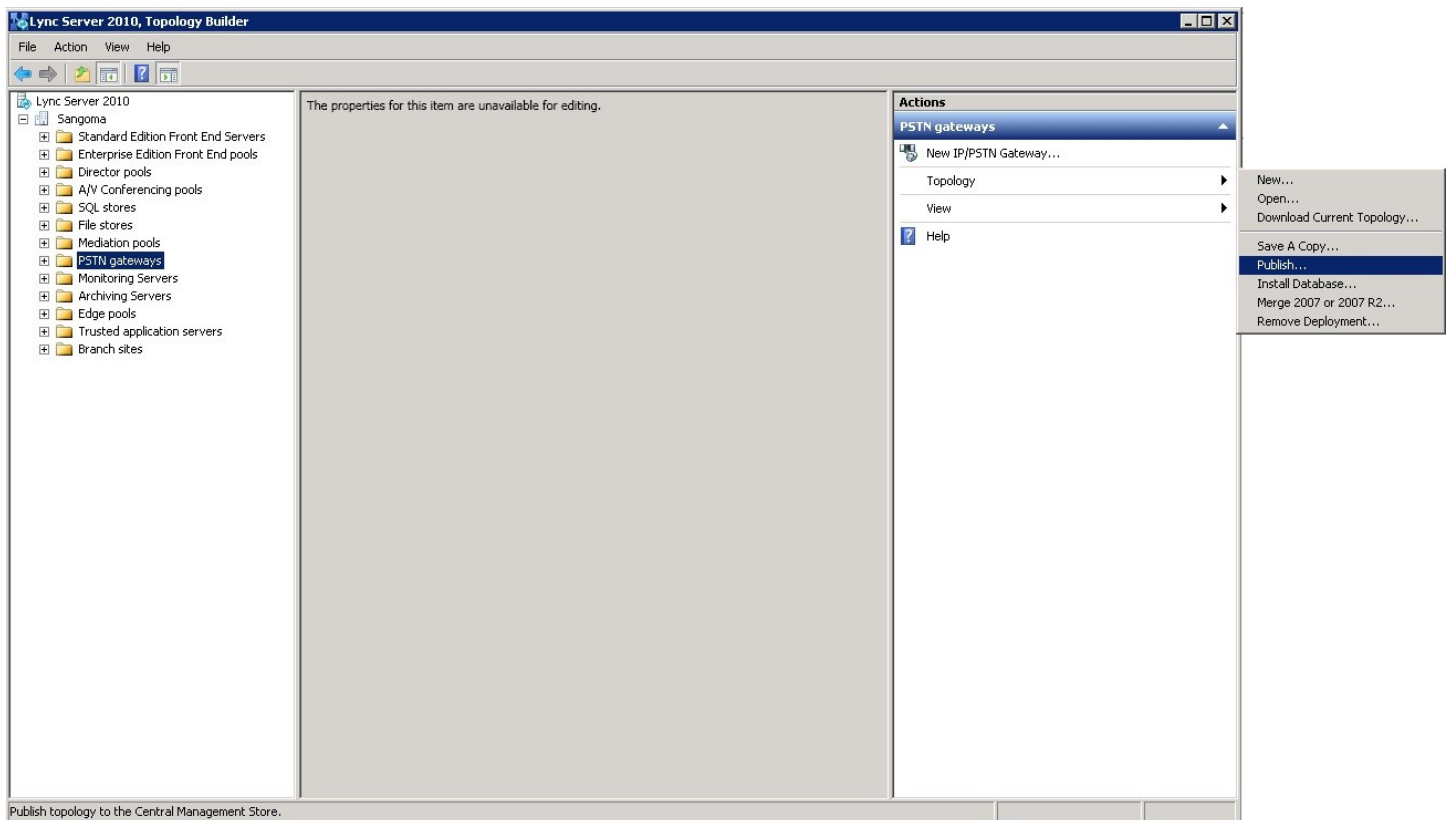 Lync Server 2010, Topology Builder
File Action View Help
Lync Server 2010
Sangoma
Standard Edition Front End Servers
Enterprise Edition Front End pools
Director pools
A/V Conferencing pools
SQL stores
File stores
Mediation pools
PSTN gateways
Monitoring Servers
Archiving Servers
Edge pools
Trusted application servers
Branch sites
The properties for this item are unavailable for editing.
Actions
PSTN gateways
New IP/PSTN Gateway...
Topology
View
Help
New...
Open...
Download Current Topology...
Save A Copy...
Publish...
Install Database...
Merge 2007 or 2007 R2...
Remove Deployment...
Publish topology to the Central Management Store.